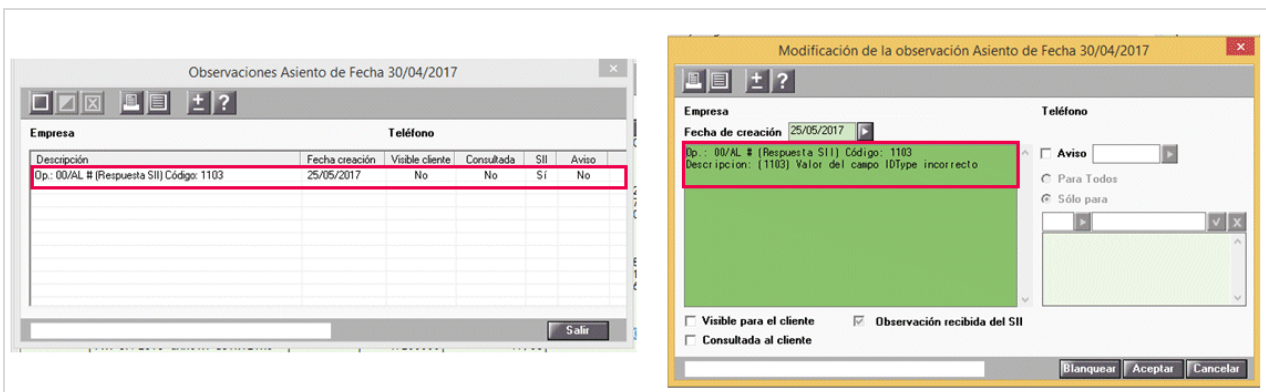 Observaciones Asiento de Fecha 30/04/2017
Empresa Teléfono
Descripción Fecha creación Visible cliente Consultada SII Aviso
Op.: 00/AL # (Respuesta SII) Código: 1103 25/05/2017 No No Sí No
Salir
Modificación de la observación Asiento de Fecha 30/04/2017
Empresa Teléfono
Fecha de creación 25/05/2017
Op.: 00/AL # (Respuesta SII) Código: 1103
Descripcion: (1103) Valor del campo IDType incorrecto
Aviso
Para Todos
Sólo para
Visible para el cliente Observación recibida del SII
Consultada al cliente
Blanquear Aceptar Cancelar